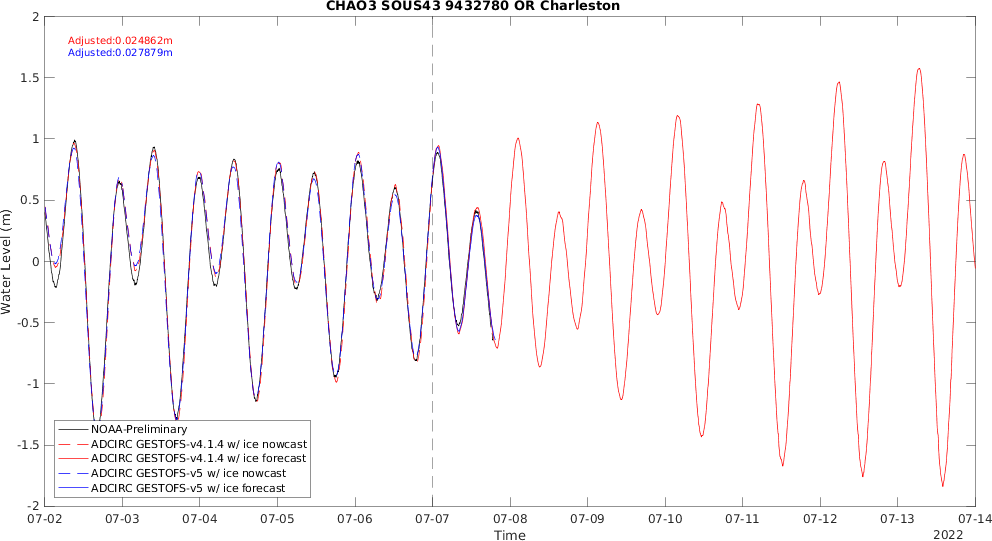 CHAO3 SOUS43 9432780 OR Charleston
Adjusted:0.024862m
Adjusted:0.027879m
2
1.5
1
0.5
0
-0.5
-1
-1.5
-2
Water Level (m)
NOAA-Preliminary
ADCIRC GESTOFS-v4.1.4 w/ ice nowcast
ADCIRC GESTOFS-v4.1.4 w/ ice forecast
ADCIRC GESTOFS-v5 w/ ice nowcast
ADCIRC GESTOFS-v5 w/ ice forecast
07-02 07-03 07-04 07-05 07-06 07-07 07-08 07-09 07-10 07-11 07-12 07-13 07-14
Time
2022